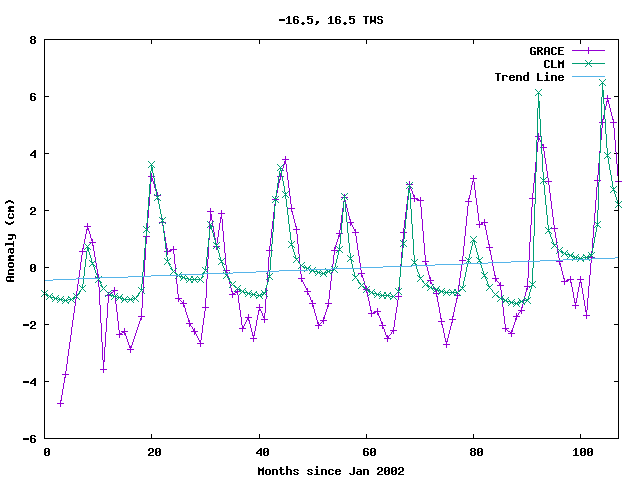 -16.5, 16.5 TWS
GRACE
CLM
Trend Line
8
6
4
2
0
-2
-4
-6
Anomaly (cm)
0 20 40 60 80 100
Months since Jan 2002